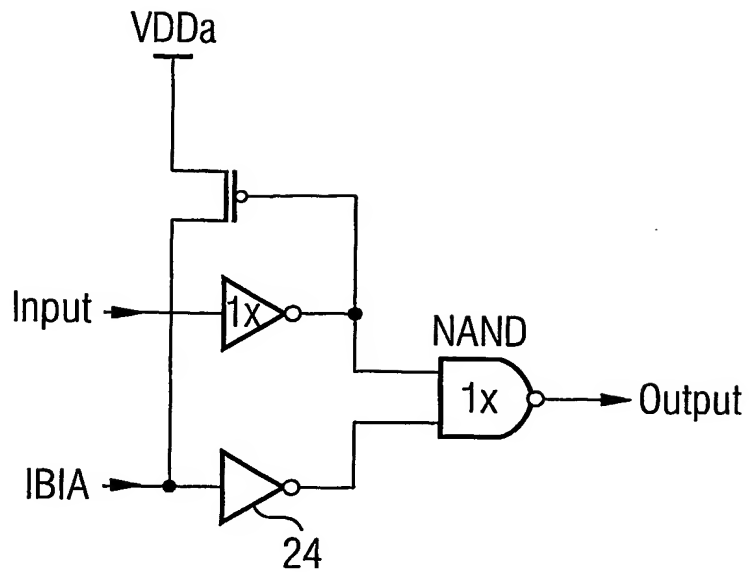 VDDa
Input
1x
NAND
1x
Output
IBIA
24